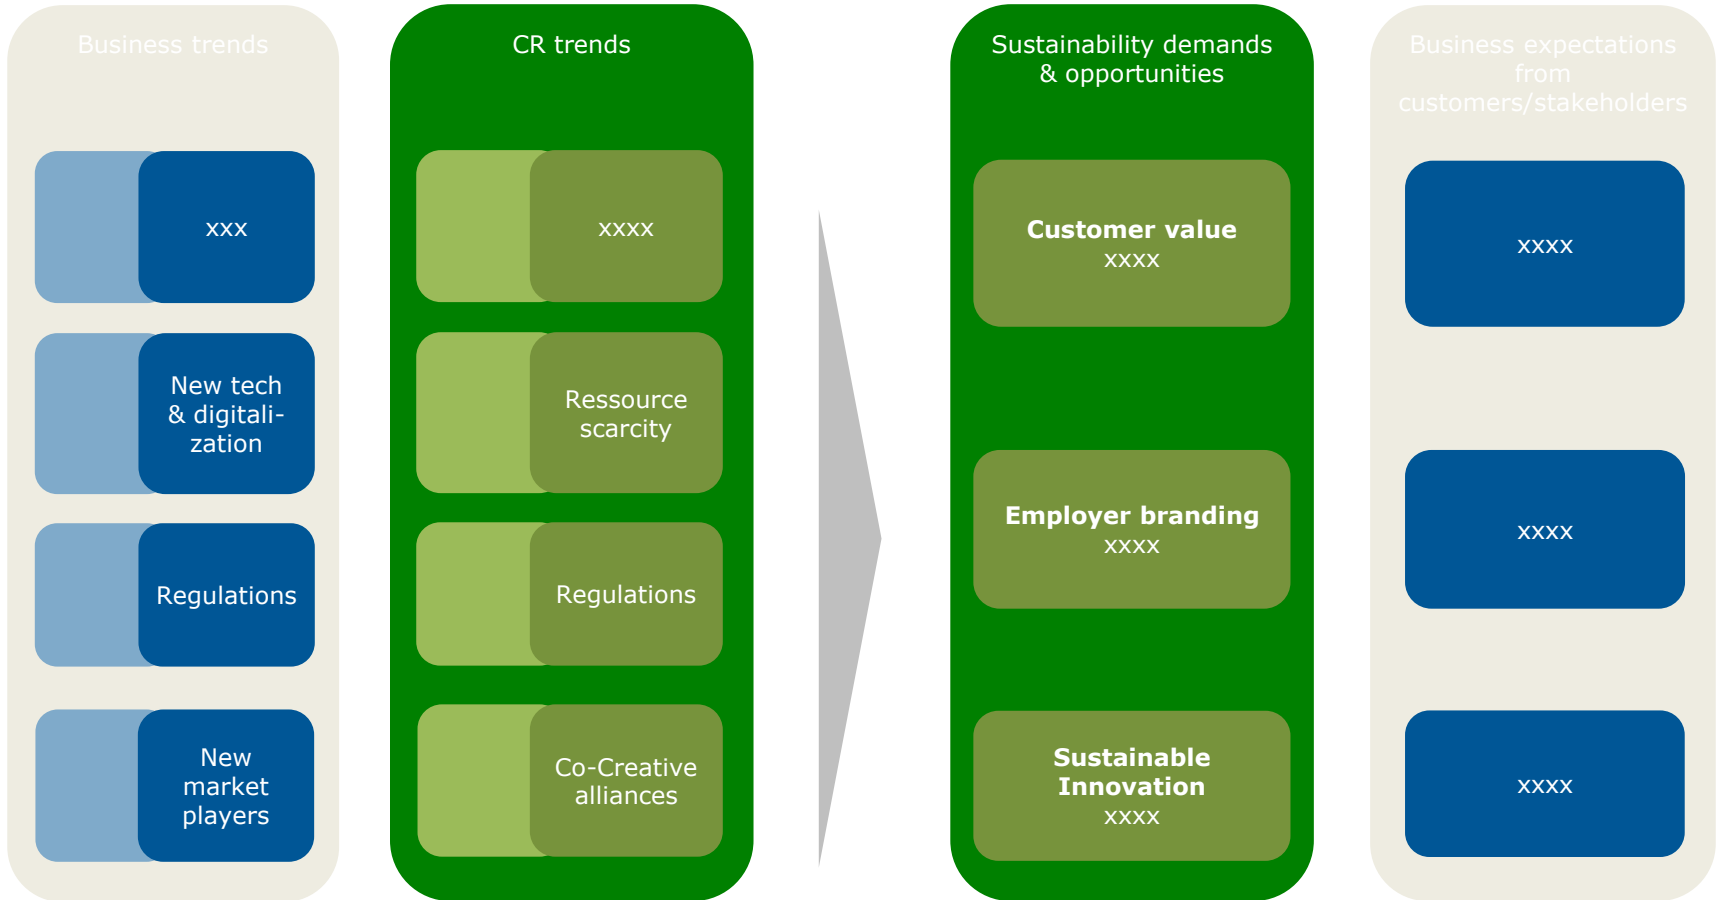 Business trends
xxx
New tech
& digitali-
zation
Regulations
New
market
players
CR trends
xxxx
Ressource
scarcity
Regulations
Co-Creative
alliances
Sustainability demands
& opportunities
Customer value
xxxx
Employer branding
xxxx
Sustainable
Innovation
xxxx
Business expectations
from
customers/stakeholders
xxxx
xxxx
xxxx